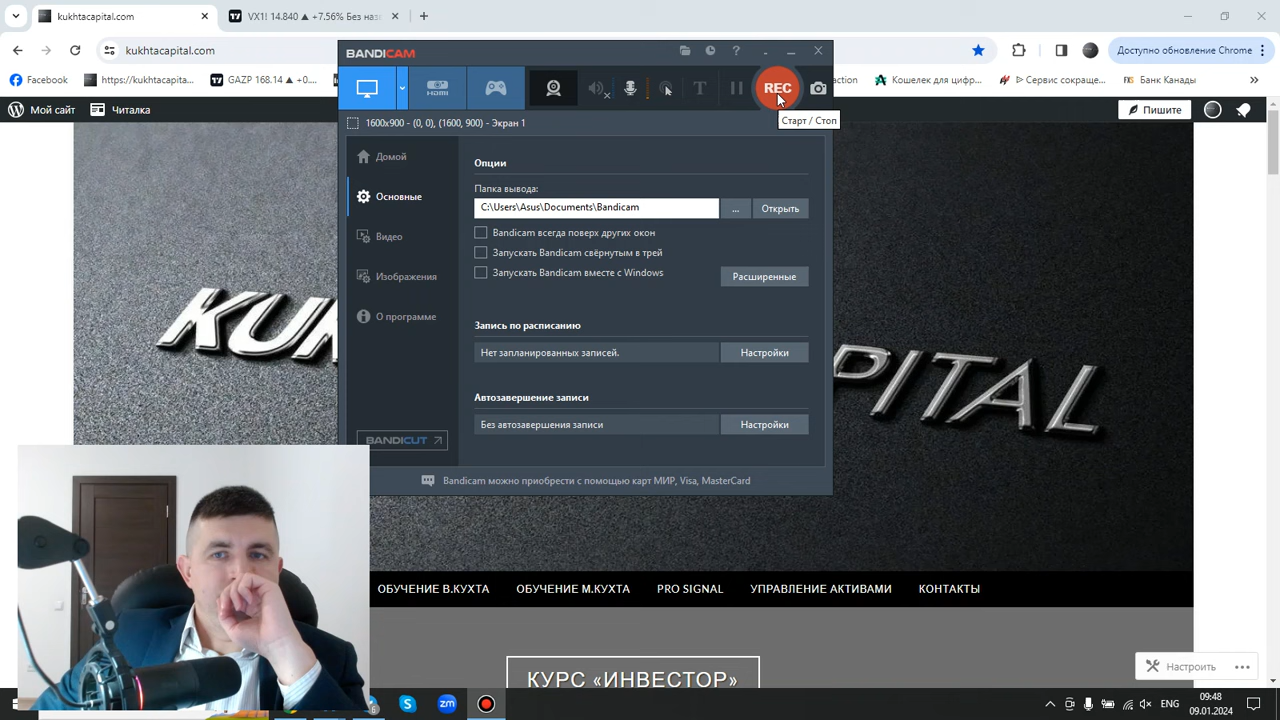 kukhtacapital.com
VX1! 14.840 ▲ +7.56% Без наз
kukhtacapital.com
Доступно обновление Chrome
Facebook
https://kukhtacapital...
GAZP 168.14 ▲ +0...
action
Кошелек для цифр...
Сервис сокраще...
Банк Канады
Мой сайт
Читалка
Пишите
BANDICAM
HDMI
T
REC
Старт / Стоп
1600x900 - (0, 0), (1600, 900) - Экран 1
Домой
Основные
Видео
Изображения
О программе
BANDICUT
Опции
Папка вывода:
C:\Users\Asus\Documents\Bandicam
...
Открыть
Bandicam всегда поверх других окон
Запускать Bandicam свёрнутым в трей
Запускать Bandicam вместе с Windows
Расширенные
Запись по расписанию
Нет запланированных записей.
Настройки
Автозавершение записи
Без автозавершения записи
Настройки
Bandicam можно приобрести с помощью карт МИР, Visa, MasterCard
KU
PITAL
ОБУЧЕНИЕ В.КУХТА
ОБУЧЕНИЕ М.КУХТА
PRO SIGNAL
УПРАВЛЕНИЕ АКТИВАМИ
КОНТАКТЫ
КУРС «ИНВЕСТОР»
Настроить
zm
ENG
09:48
09.01.2024